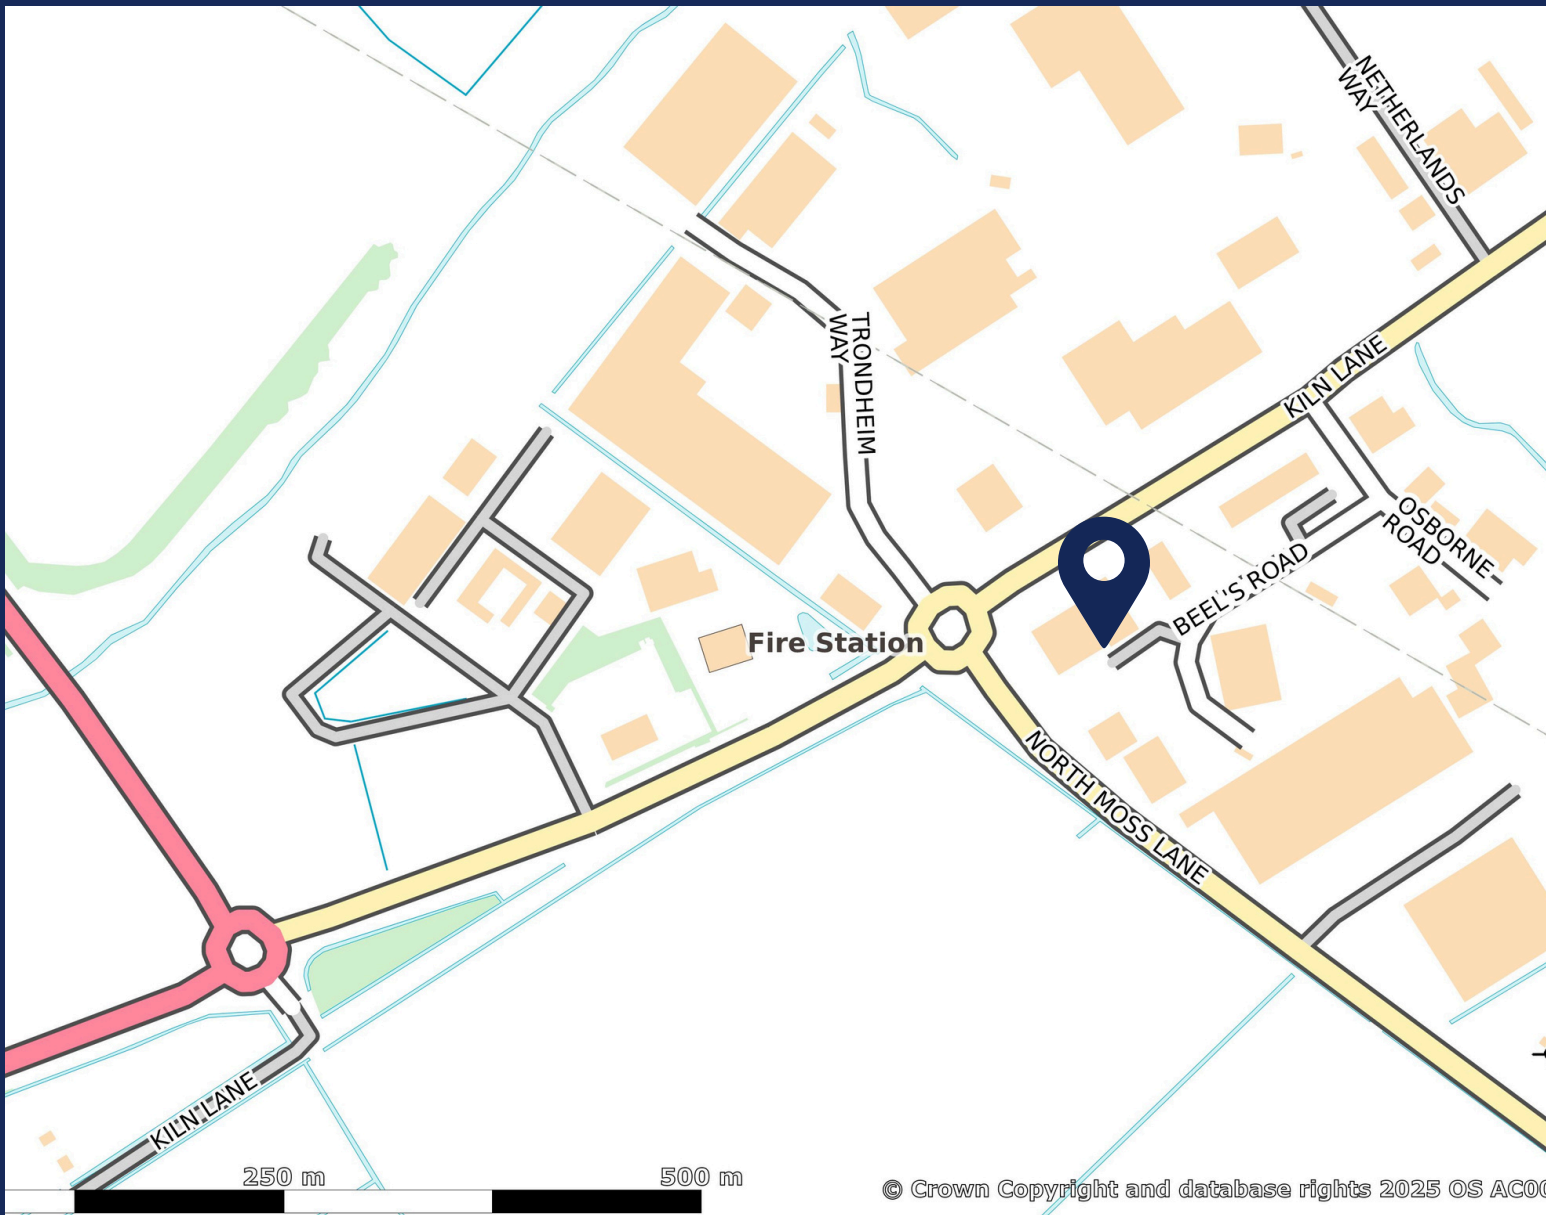 NETHERLANDS
WAY
TRONDHEIM
WAY
KILN LANE
OSBORNE
ROAD
BEEL'S ROAD
Fire Station
NORTH MOSS LANE
KILN LANE
250 m
500 m
© Crown Copyright and database rights 2025 OS